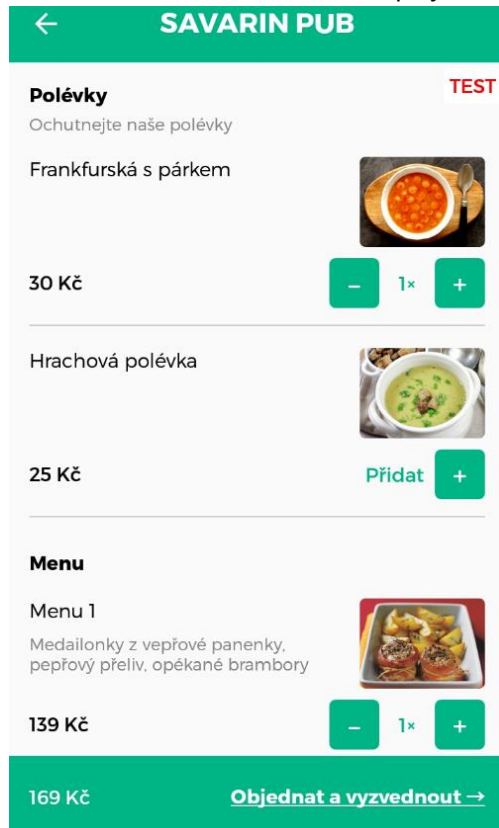 ← SAVARIN PUB
TEST
Polévky
Ochutnejte naše polévky
Frankfurská s párkem
30 Kč
– 1× +
Hrachová polévka
25 Kč
Přidat +
Menu
Menu 1
Medailonky z vepřové panenky,
pepřový přeliv, opékané brambory
139 Kč
– 1× +
169 Kč
Objednat a vyzvednout →